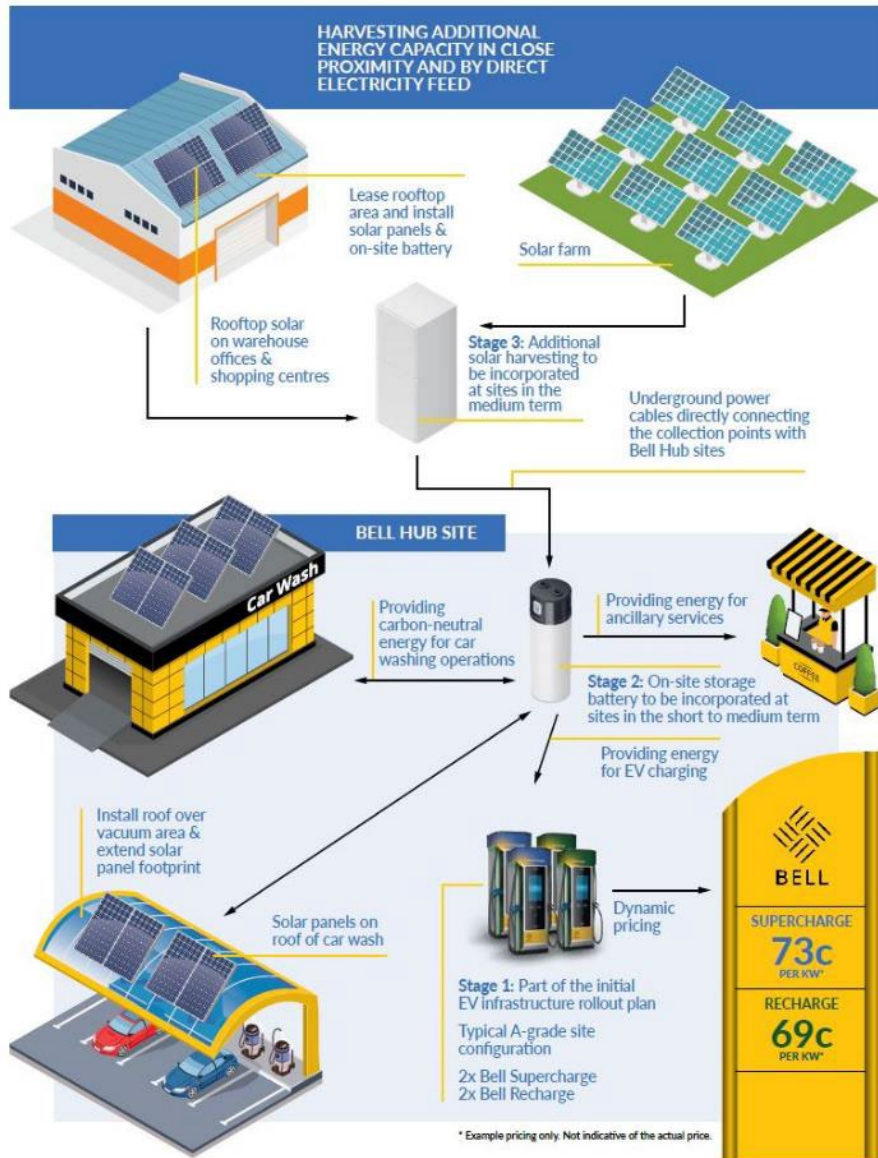 HARVESTING ADDITIONAL
ENERGY CAPACITY IN CLOSE
PROXIMITY AND BY DIRECT
ELECTRICITY FEED
Lease rooftop
area and install
solar panels &
on-site battery
Solar farm
Rooftop solar
on warehouse
offices &
shopping centres
Stage 3: Additional
solar harvesting to
be incorporated
at sites in the
medium term
Underground power
cables directly connecting
the collection points with
Bell Hub sites
BELL HUB SITE
Car Wash
Providing
carbon-neutral
energy for car
washing operations
Providing energy for
ancillary services
COFFEE
Stage 2: On-site storage
battery to be incorporated at
sites in the short to medium term
Providing energy
for EV charging
Install roof over
vacuum area &
extend solar
panel footprint
Solar panels on
roof of car wash
Dynamic
pricing
Stage 1: Part of the initial
EV infrastructure rollout plan
Typical A-grade site
configuration
2x Bell Supercharge
2x Bell Recharge
BELL
SUPERCHARGE
73c
PER KW*
RECHARGE
69c
PER KW*
* Example pricing only. Not indicative of the actual price.